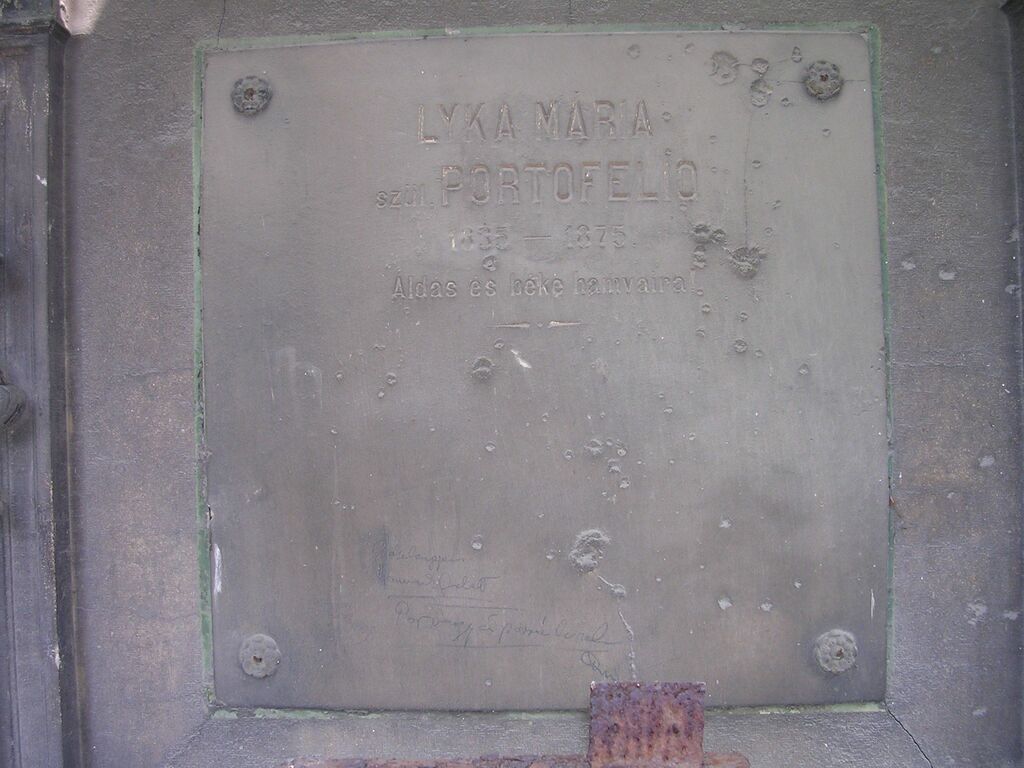 LYKA MÁRIA
szül. PORTOFELIO
1835 — 1875.
Áldás és béke hamvaira!